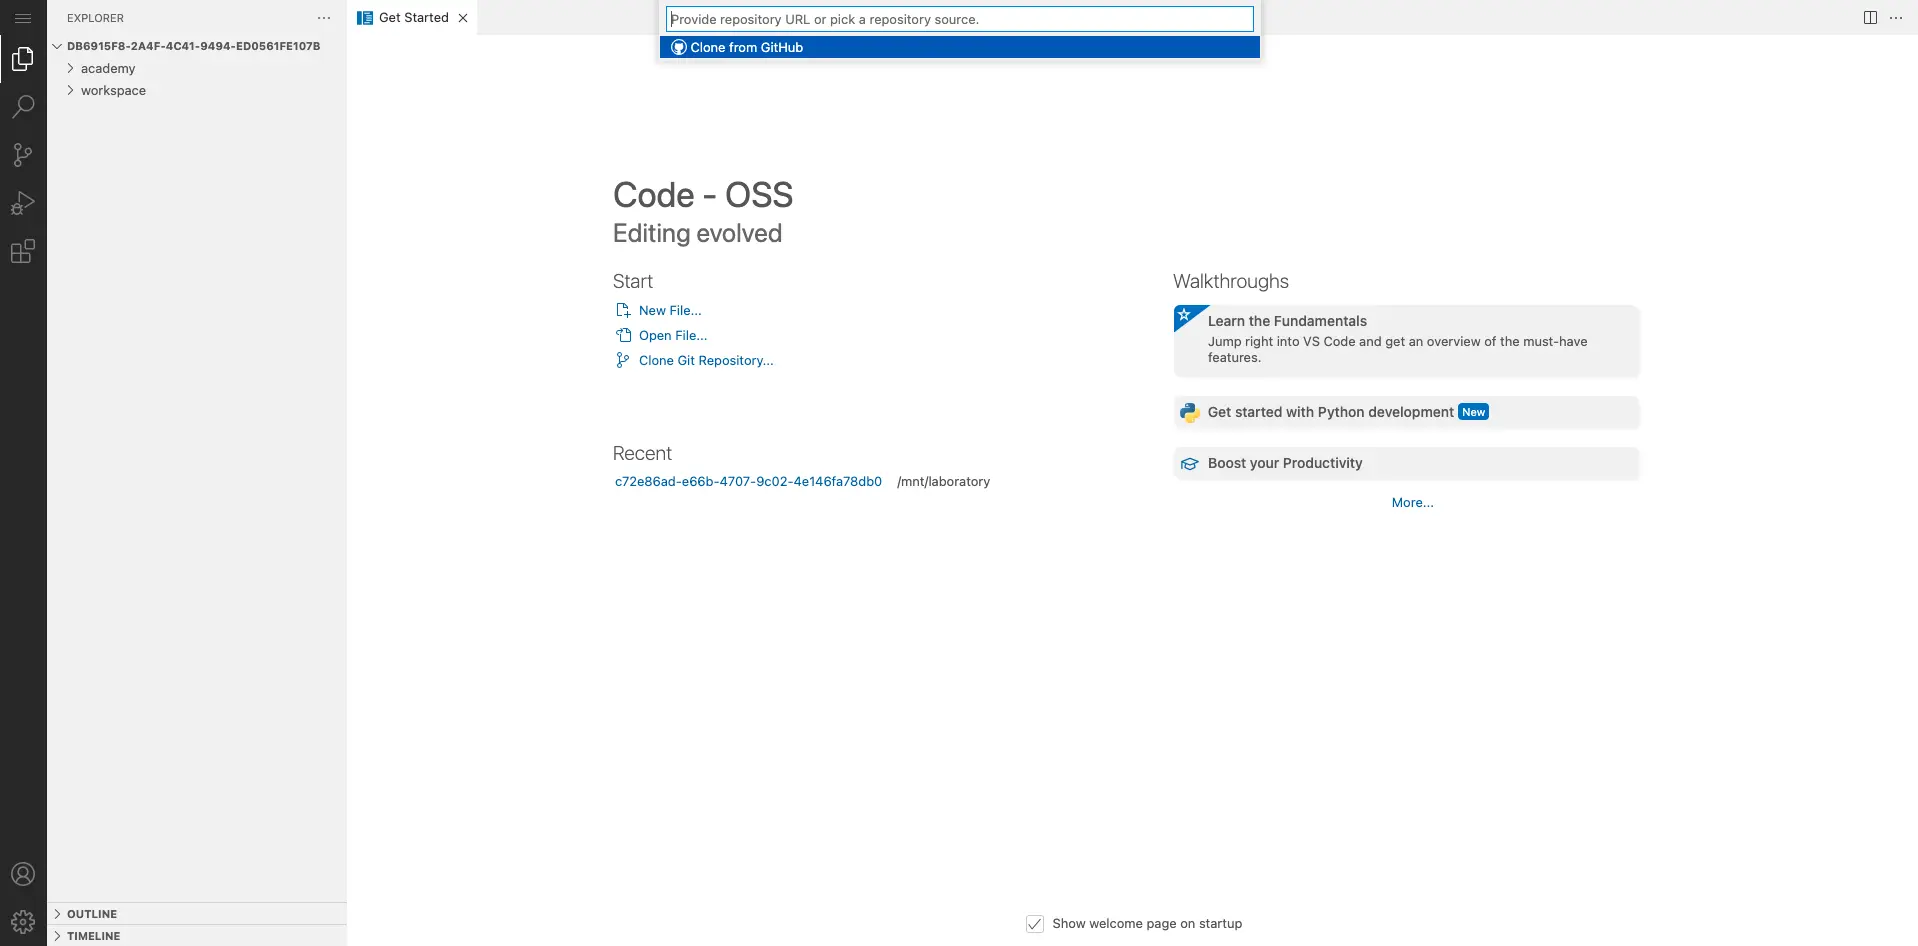 EXPLORER
DB6915F8-2A4F-4C41-9494-ED0561FE107B
academy
workspace
OUTLINE
TIMELINE
Get Started
Provide repository URL or pick a repository source.
Clone from GitHub
Code - OSS
Editing evolved
Start
New File...
Open File...
Clone Git Repository...
Recent
c72e86ad-e66b-4707-9c02-4e146fa78db0 /mnt/laboratory
Walkthroughs
Learn the Fundamentals
Jump right into VS Code and get an overview of the must-have
features.
Get started with Python development New
Boost your Productivity
More...
Show welcome page on startup